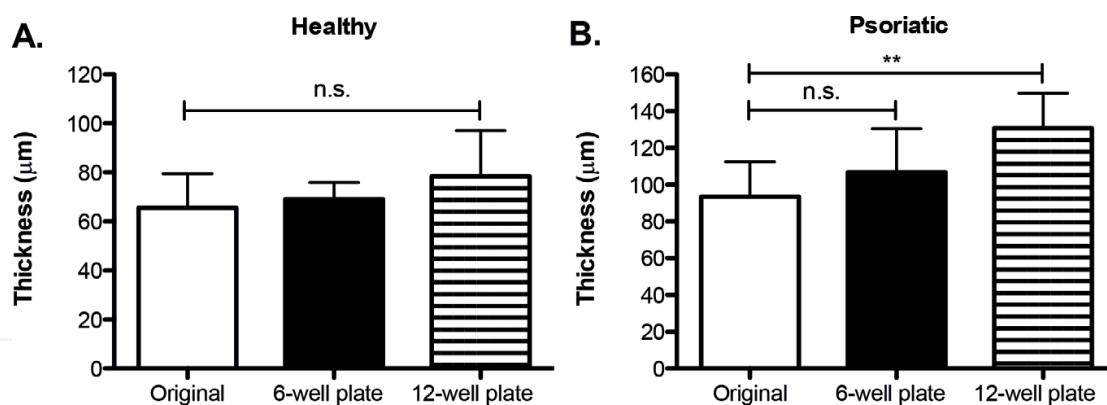 A.
Healthy
Thickness (μm)
120
100
80
60
40
20
0
n.s.
Original
6-well plate
12-well plate
B.
Psoriatic
Thickness (μm)
160
140
120
100
80
60
40
20
0
**
n.s.
Original
6-well plate
12-well plate